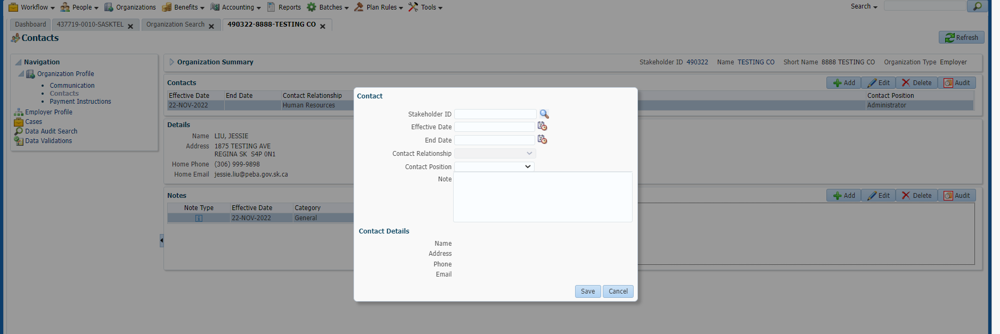 Workflow People Organizations Benefits Accounting Reports Batches Plan Rules Tools Search
Dashboard 437719-0010-SASKTEL Organization Search 490322-8888-TESTING CO
Contacts
Refresh
Navigation
Organization Profile
Communication
Contacts
Payment Instructions
Employer Profile
Cases
Data Audit Search
Data Validations
Organization Summary Stakeholder ID 490322 Name TESTING CO Short Name 8888 TESTING CO Organization Type Employer
Contacts Add Edit Delete Audit
Effective Date End Date Contact Relationship Contact Position
22-NOV-2022 Human Resources Administrator
Details
Name LIU, JESSIE
Address 1875 TESTING AVE
REGINA SK S4P 0N1
Home Phone (306) 999-9898
Home Email jessie.liu@peba.gov.sk.ca
Notes Add Edit Delete Audit
Note Type Effective Date Category
22-NOV-2022 General
Contact
Stakeholder ID
Effective Date
End Date
Contact Relationship
Contact Position
Note
Contact Details
Name
Address
Phone
Email
Save Cancel